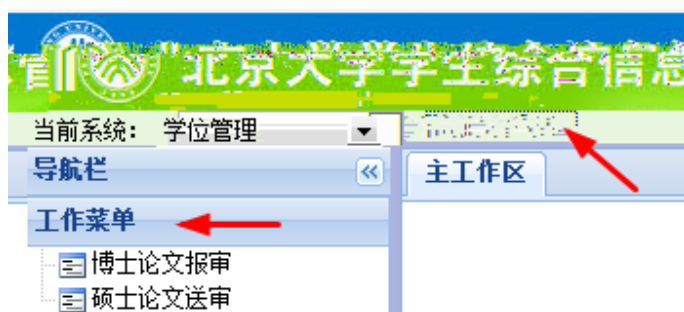 北京大学学生综合信息
当前系统： 学位管理
导航栏
主工作区
工作菜单
博士论文报审
硕士论文送审